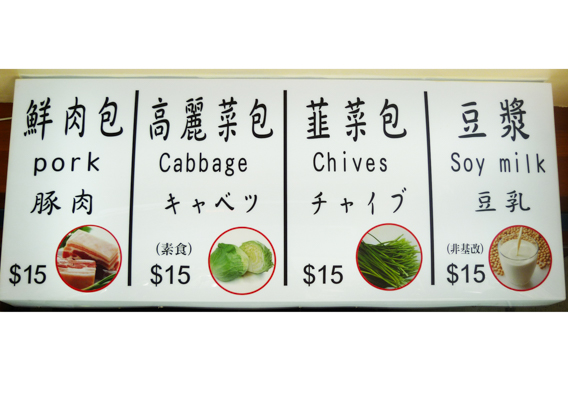 鮮肉包
pork
豚肉
$15
高麗菜包
Cabbage
キャベツ
(素食)
$15
韮菜包
Chives
チャイブ
$15
豆漿
Soy milk
豆乳
(非基改)
$15